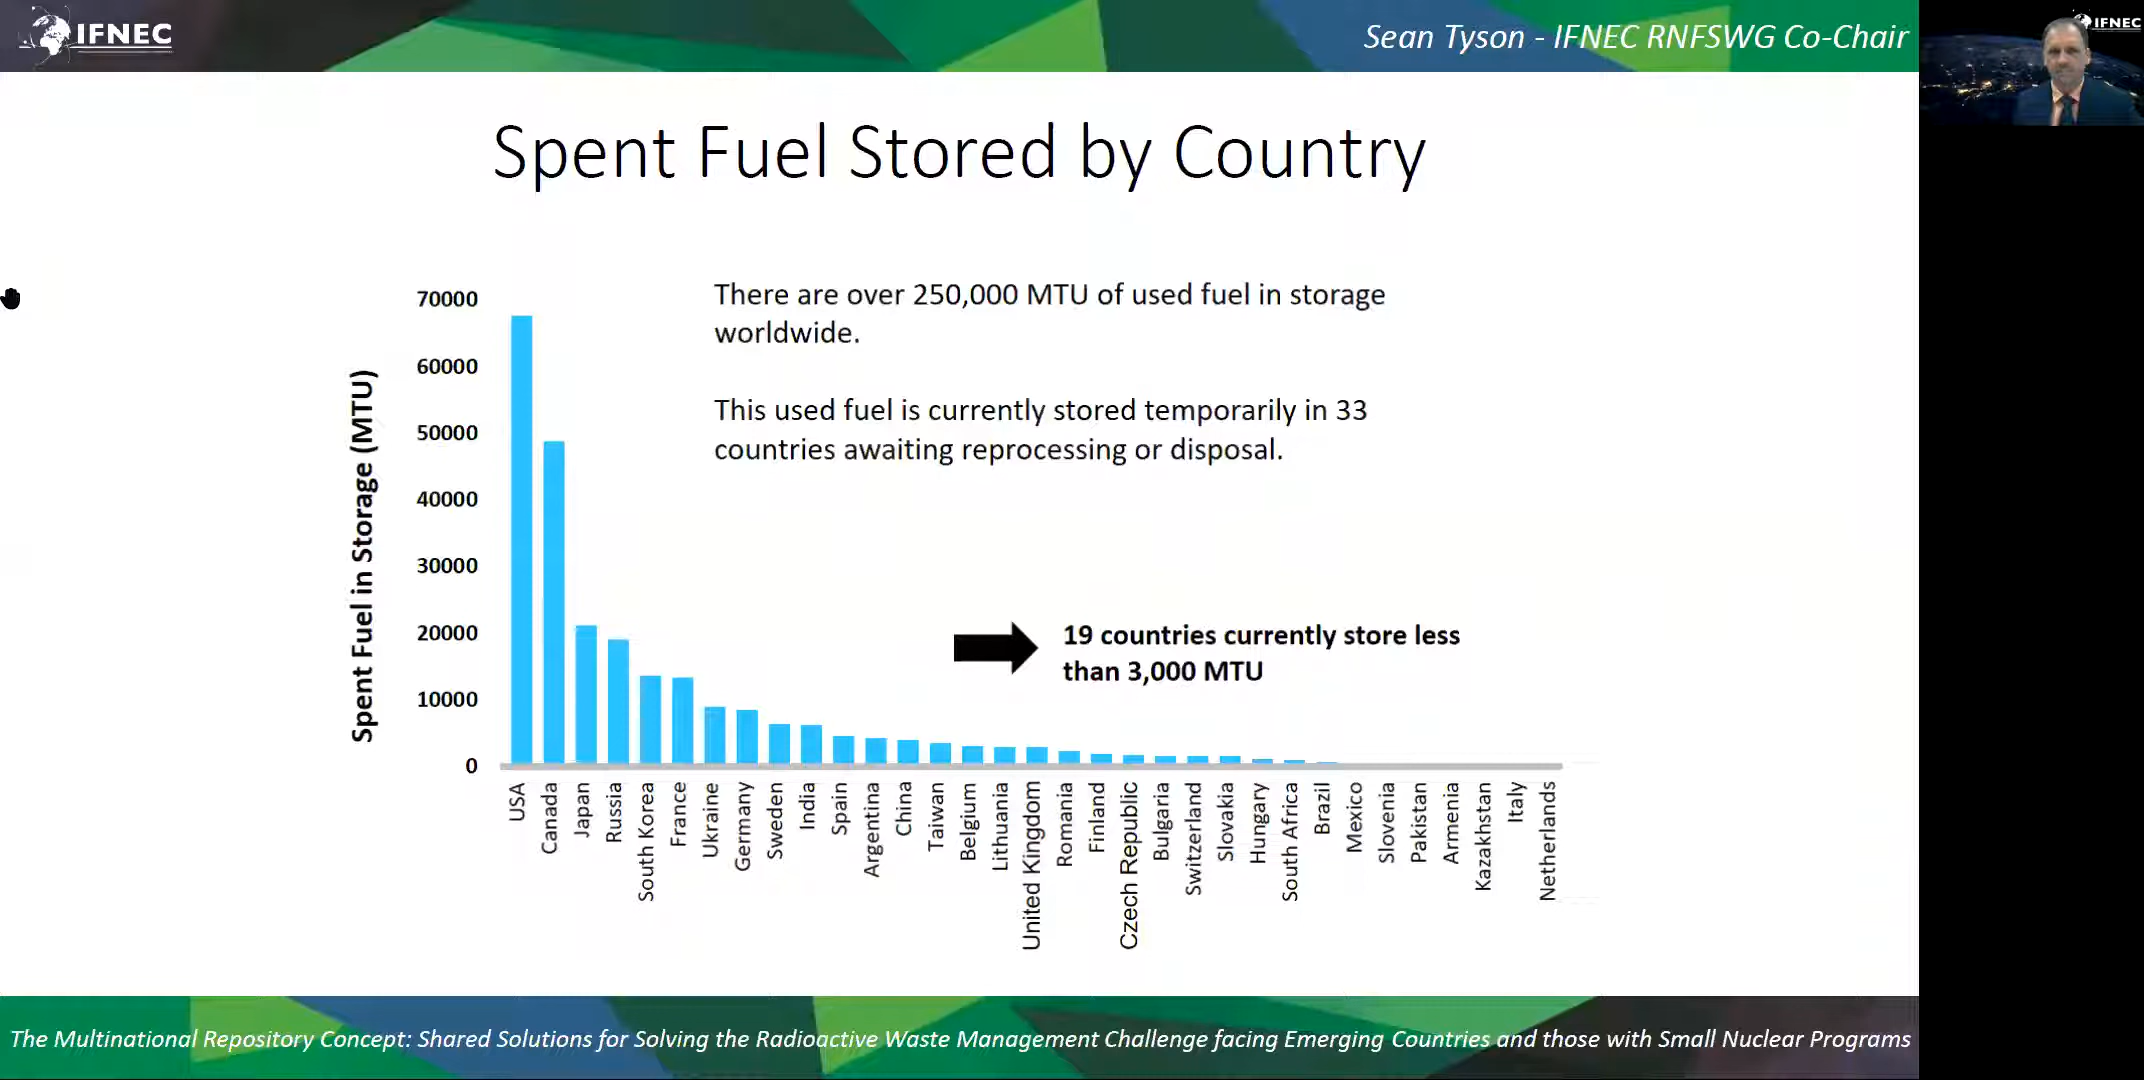 IFNEC
Sean Tyson - IFNEC RNFSWG Co-Chair
IFNEC
Spent Fuel Stored by Country
There are over 250,000 MTU of used fuel in storage
worldwide.
This used fuel is currently stored temporarily in 33
countries awaiting reprocessing or disposal.
19 countries currently store less
than 3,000 MTU
Spent Fuel in Storage (MTU)
70000
60000
50000
40000
30000
20000
10000
0
USA
Canada
Japan
Russia
South Korea
France
Ukraine
Germany
Sweden
India
Spain
Argentina
China
Taiwan
Belgium
Lithuania
United Kingdom
Romania
Finland
Czech Republic
Bulgaria
Switzerland
Slovakia
Hungary
South Africa
Brazil
Mexico
Slovenia
Pakistan
Armenia
Kazakhstan
Italy
Netherlands
The Multinational Repository Concept: Shared Solutions for Solving the Radioactive Waste Management Challenge facing Emerging Countries and those with Small Nuclear Programs